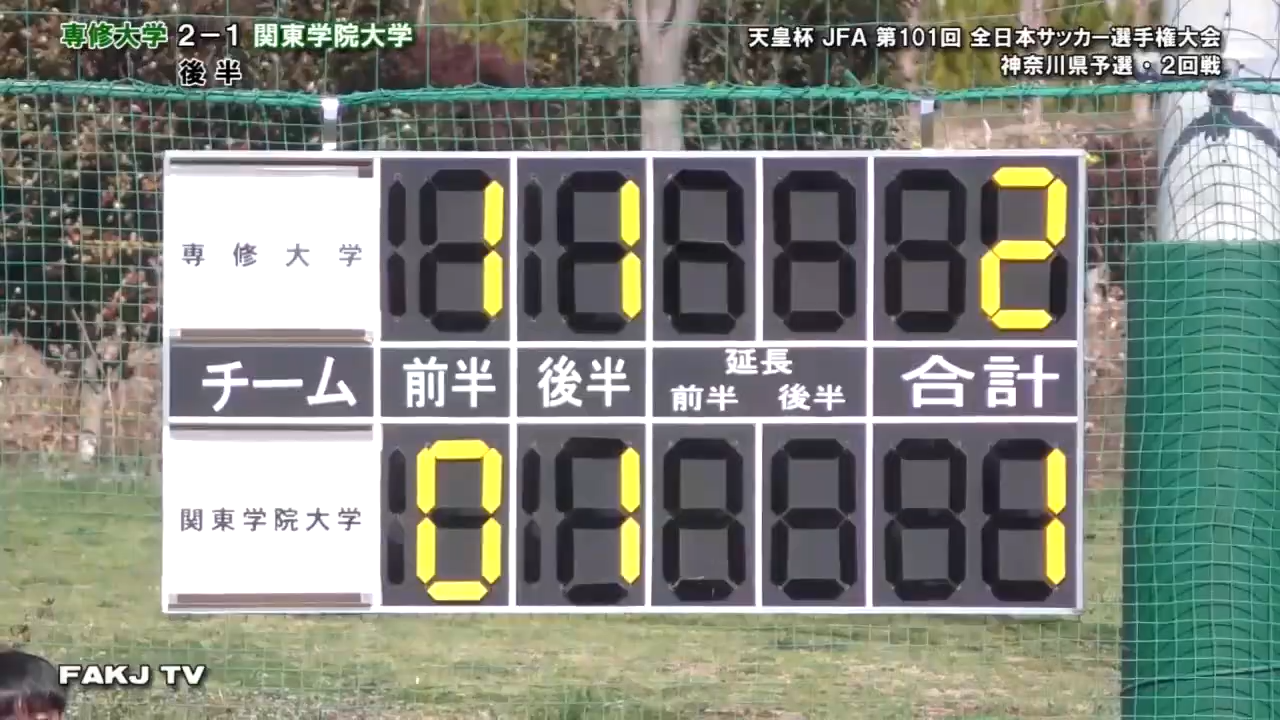 専修大学 2－1 関東学院大学
後半
天皇杯 JFA 第101回 全日本サッカー選手権大会
神奈川県予選・2回戦
専修大学 1 1 2
チーム 前半 後半 延長 前半 後半 合計
関東学院大学 0 1 1
FAKJ TV